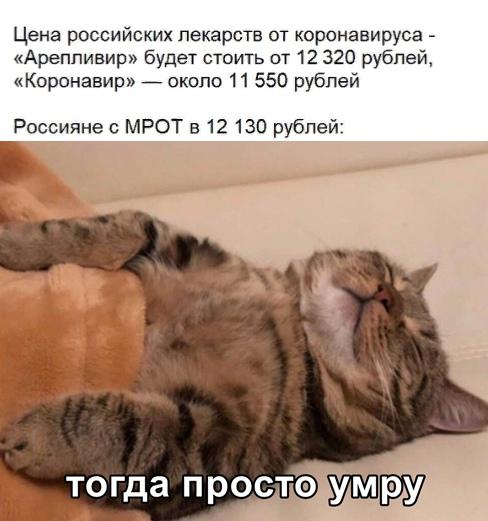 Цена российских лекарств от коронавируса -
«Арепливир» будет стоить от 12 320 рублей,
«Коронавир» — около 11 550 рублей
Россияне с МРОТ в 12 130 рублей:
тогда просто умру